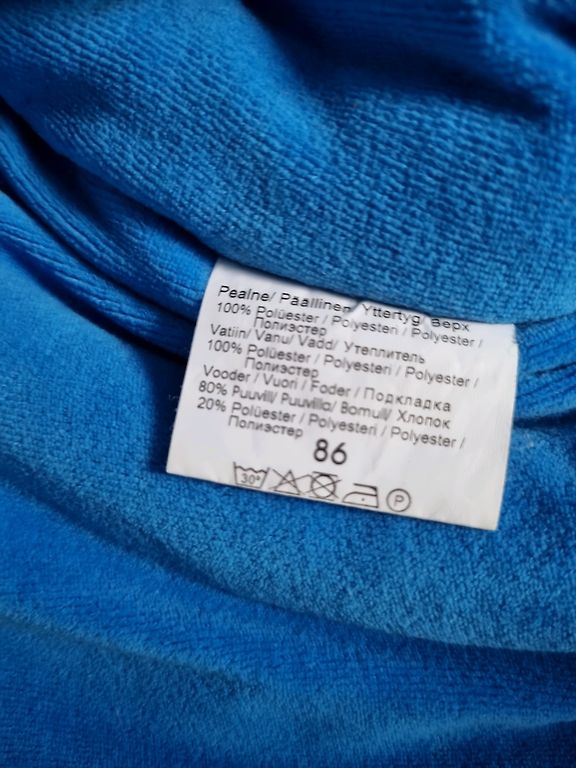 Pealne/ Päällinen/ Yttertyg/ Верх
100% Polüester / Polyesteri / Polyester /
Полиэстер
Vatiin/ Vanu/ Vadd/ Утеплитель
100% Polüester / Polyesteri / Polyester /
Полиэстер
Vooder / Vuori / Foder / Подкладка
80% Puuvill/ Puuvilla/ Bomull/ Хлопок
20% Polüester / Polyesteri / Polyester /
Полиэстер
86
30° P